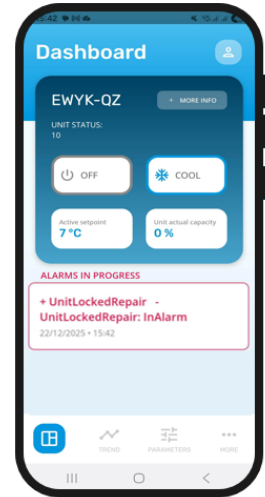 15:42
Dashboard
EWYK-QZ
+ MORE INFO
UNIT STATUS:
10
OFF
COOL
Active setpoint
7 °C
Unit actual capacity
0 %
ALARMS IN PROGRESS
+ UnitLockedRepair -
UnitLockedRepair: InAlarm
22/12/2025 • 15:42
TREND
PARAMETERS
MORE